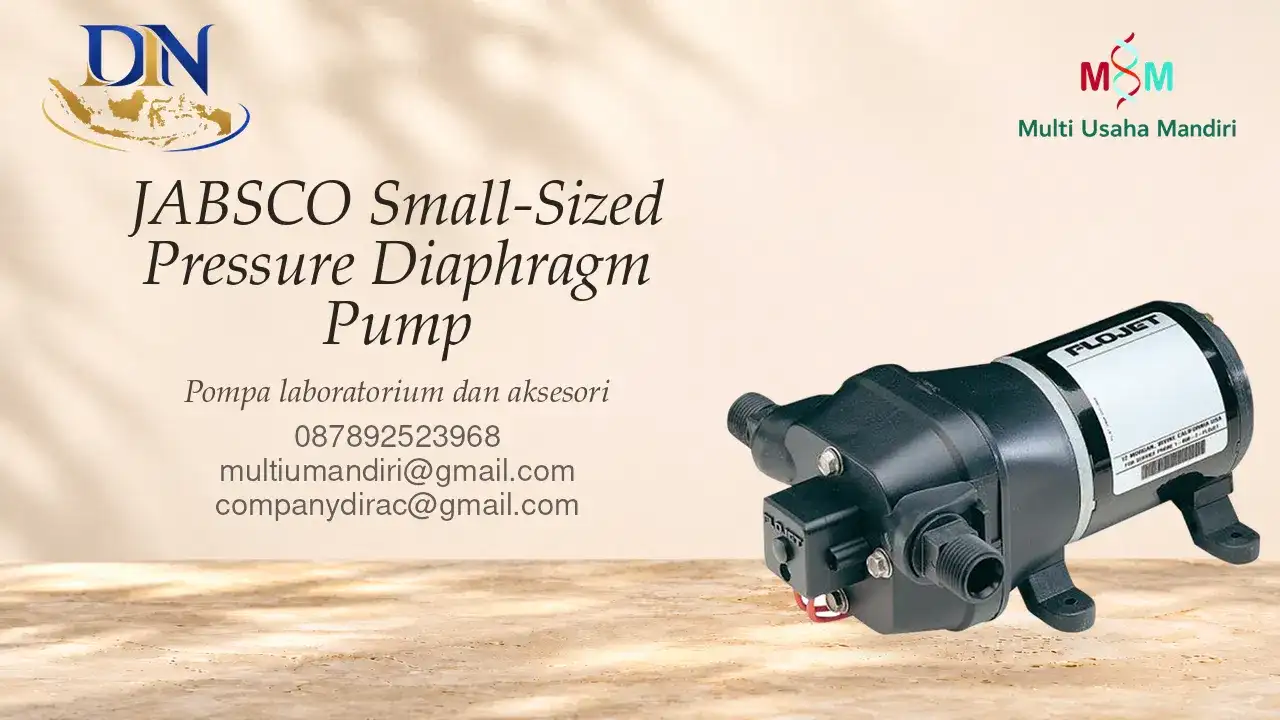 DN
M M
Multi Usaha Mandiri
JABSCO Small-Sized
Pressure Diaphragm
Pump
Pompa laboratorium dan aksesori
087892523968
multiumandiri@gmail.com
companydirac@gmail.com
FLOJET
FLOJET